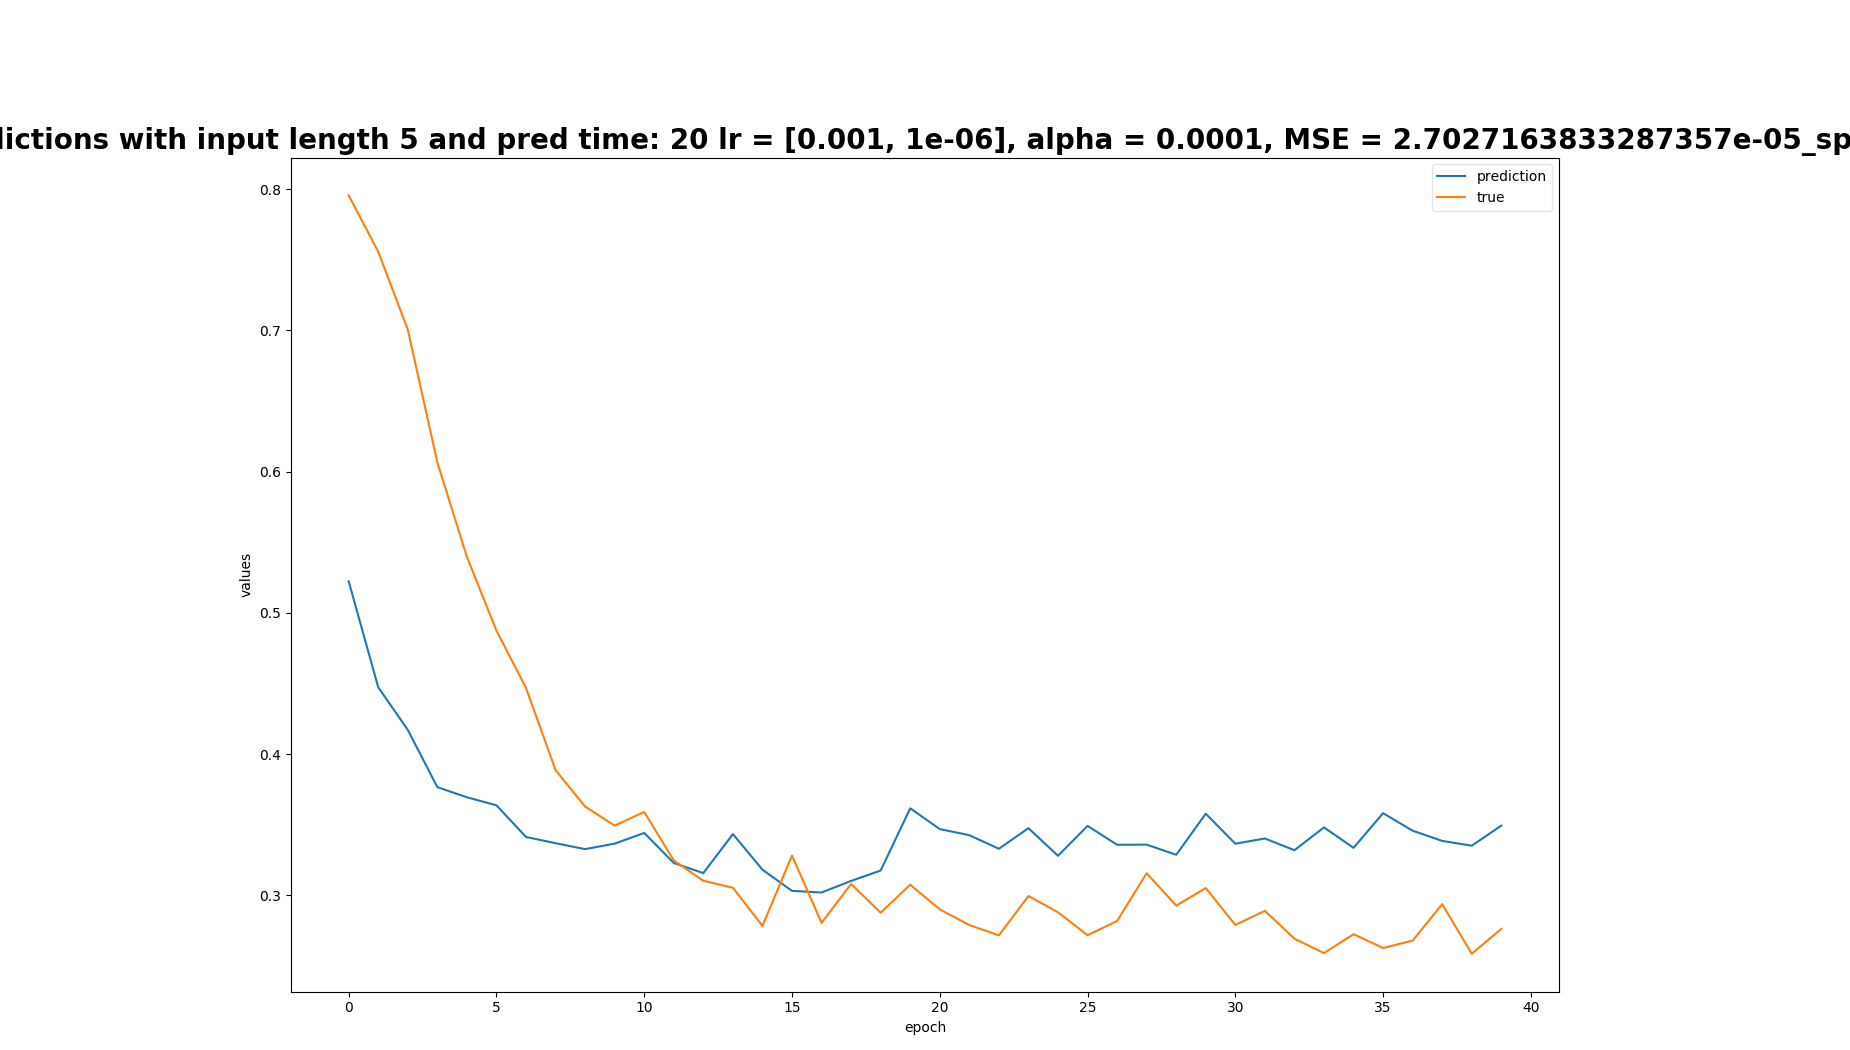 dictions with input length 5 and pred time: 20 lr = [0.001, 1e-06], alpha = 0.0001, MSE = 2.7027163833287357e-05_sp
prediction
true
0.8
0.7
0.6
0.5
0.4
0.3
values
0 5 10 15 20 25 30 35 40
epoch